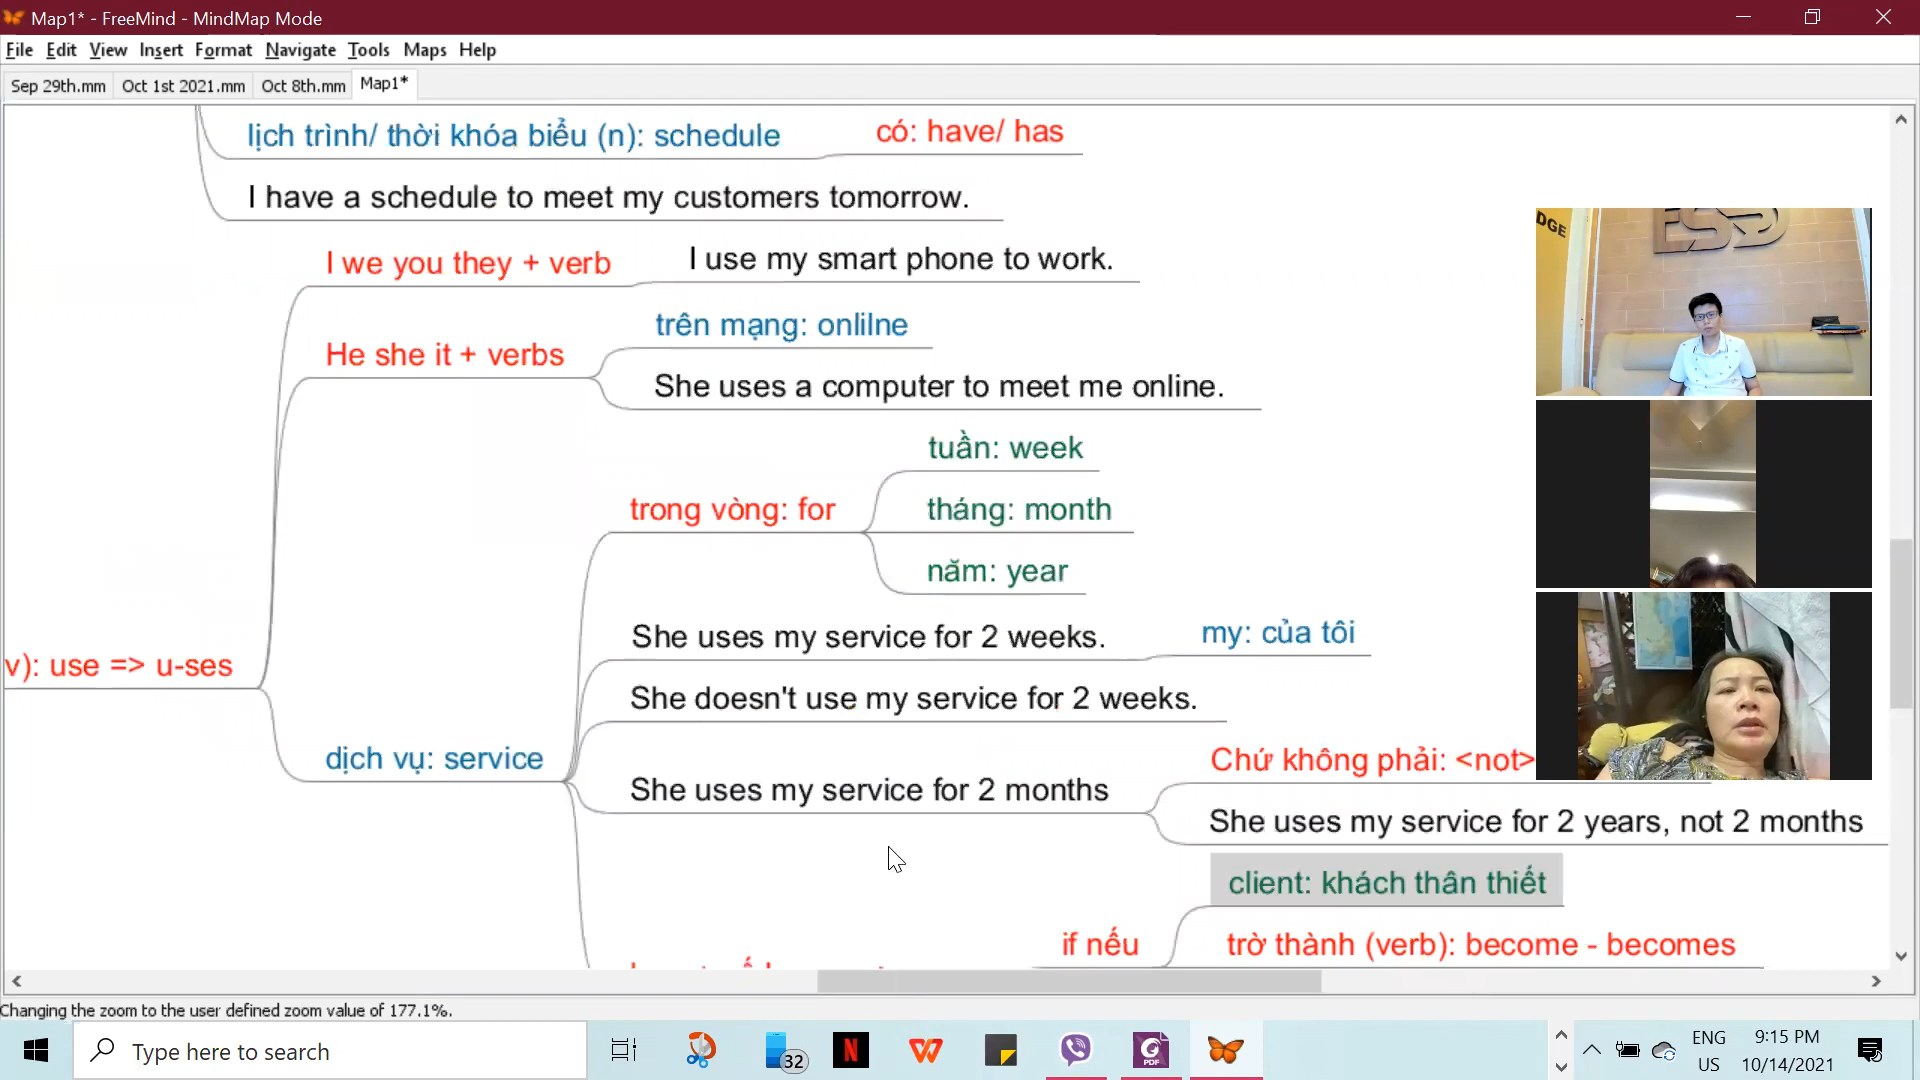 Map1* - FreeMind - MindMap Mode
File Edit View Insert Format Navigate Tools Maps Help
Sep 29th.mm Oct 1st 2021.mm Oct 8th.mm Map1*
lịch trình/ thời khóa biểu (n): schedule
có: have/ has
I have a schedule to meet my customers tomorrow.
I we you they + verb
I use my smart phone to work.
He she it + verbs
trên mạng: onlilne
She uses a computer to meet me online.
trong vòng: for
tuần: week
tháng: month
năm: year
She uses my service for 2 weeks.
my: của tôi
v): use => u-ses
She doesn't use my service for 2 weeks.
dịch vụ: service
She uses my service for 2 months
Chứ không phải: <not>
She uses my service for 2 years, not 2 months
client: khách thân thiết
if nếu
trờ thành (verb): become - becomes
DGE
ESD
Changing the zoom to the user defined zoom value of 177.1%.
Type here to search
32
N
W
PDF
ENG
US
9:15 PM
10/14/2021